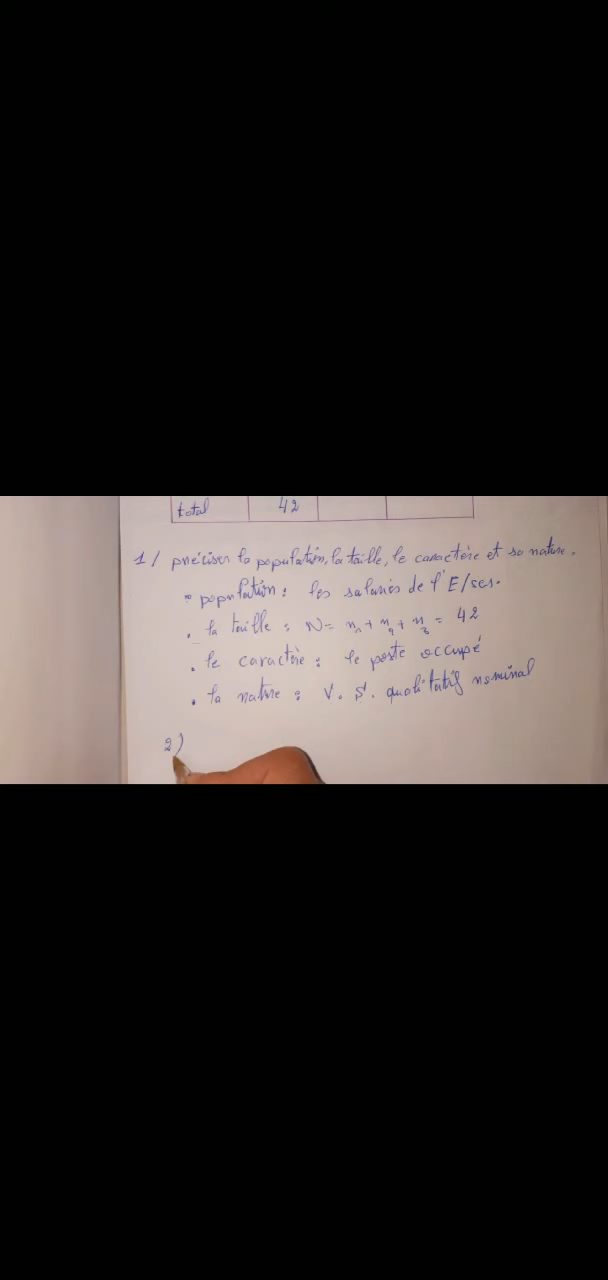 total 42
1/ préciser la population, la taille, le caractère et sa nature.
• population : les salariés de l'E/ses.
• la taille : N = n₁ + n₂ + n₃ = 42
• le caractère : le poste occupé
• la nature : V. S. qualitatif nominal
2)